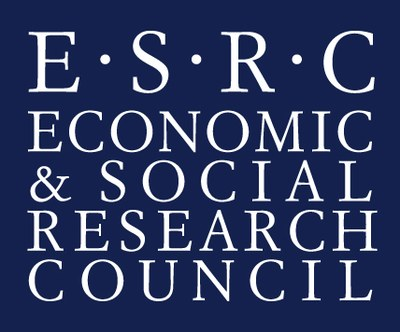 E·S·R·C
ECONOMIC
& SOCIAL
RESEARCH
COUNCIL